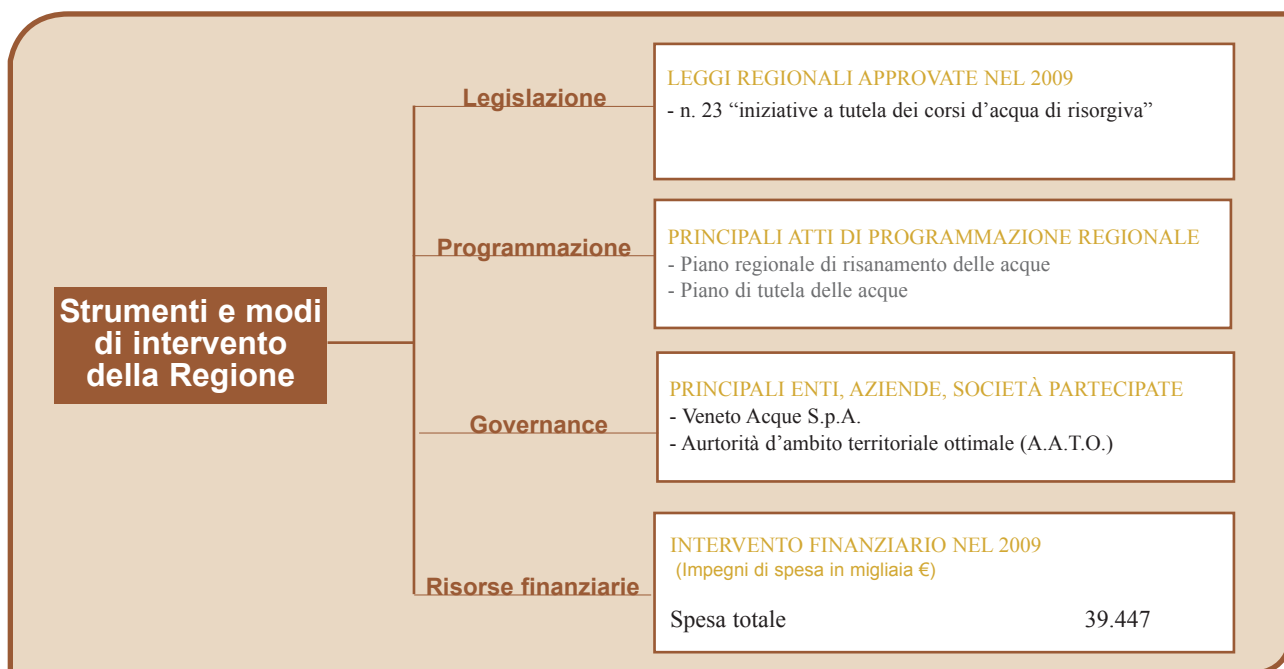 Strumenti e modi
di intervento
della Regione
Legislazione
LEGGI REGIONALI APPROVATE NEL 2009
- n. 23 “iniziative a tutela dei corsi d’acqua di risorgiva”
Programmazione
PRINCIPALI ATTI DI PROGRAMMAZIONE REGIONALE
- Piano regionale di risanamento delle acque
- Piano di tutela delle acque
Governance
PRINCIPALI ENTI, AZIENDE, SOCIETÀ PARTECIPATE
- Veneto Acque S.p.A.
- Aurtorità d’ambito territoriale ottimale (A.A.T.O.)
Risorse finanziarie
INTERVENTO FINANZIARIO NEL 2009
(Impegni di spesa in migliaia €)
Spesa totale 39.447